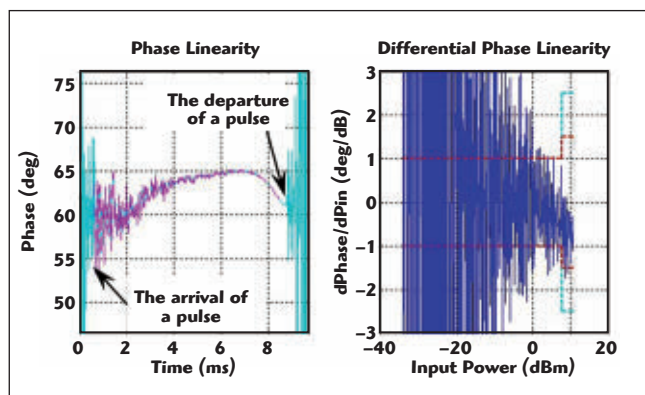 Phase Linearity
75
70
65
60
55
50
Phase (deg)
The departure
of a pulse
The arrival of
a pulse
0 2 4 6 8
Time (ms)
Differential Phase Linearity
3
2
1
0
−1
−2
−3
dPhase/dPin (deg/dB)
−40 −20 0 20
Input Power (dBm)